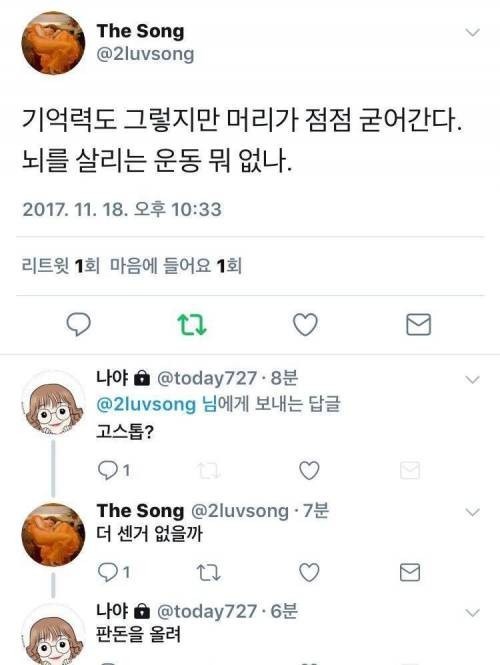 The Song
@2luvsong
기억력도 그렇지만 머리가 점점 굳어간다.
뇌를 살리는 운동 뭐 없나.
2017. 11. 18. 오후 10:33
리트윗 1회 마음에 들어요 1회
나야 @today727 · 8분
@2luvsong 님에게 보내는 답글
고스톱?
1
The Song @2luvsong · 7분
더 센거 없을까
1
나야 @today727 · 6분
판돈을 올려